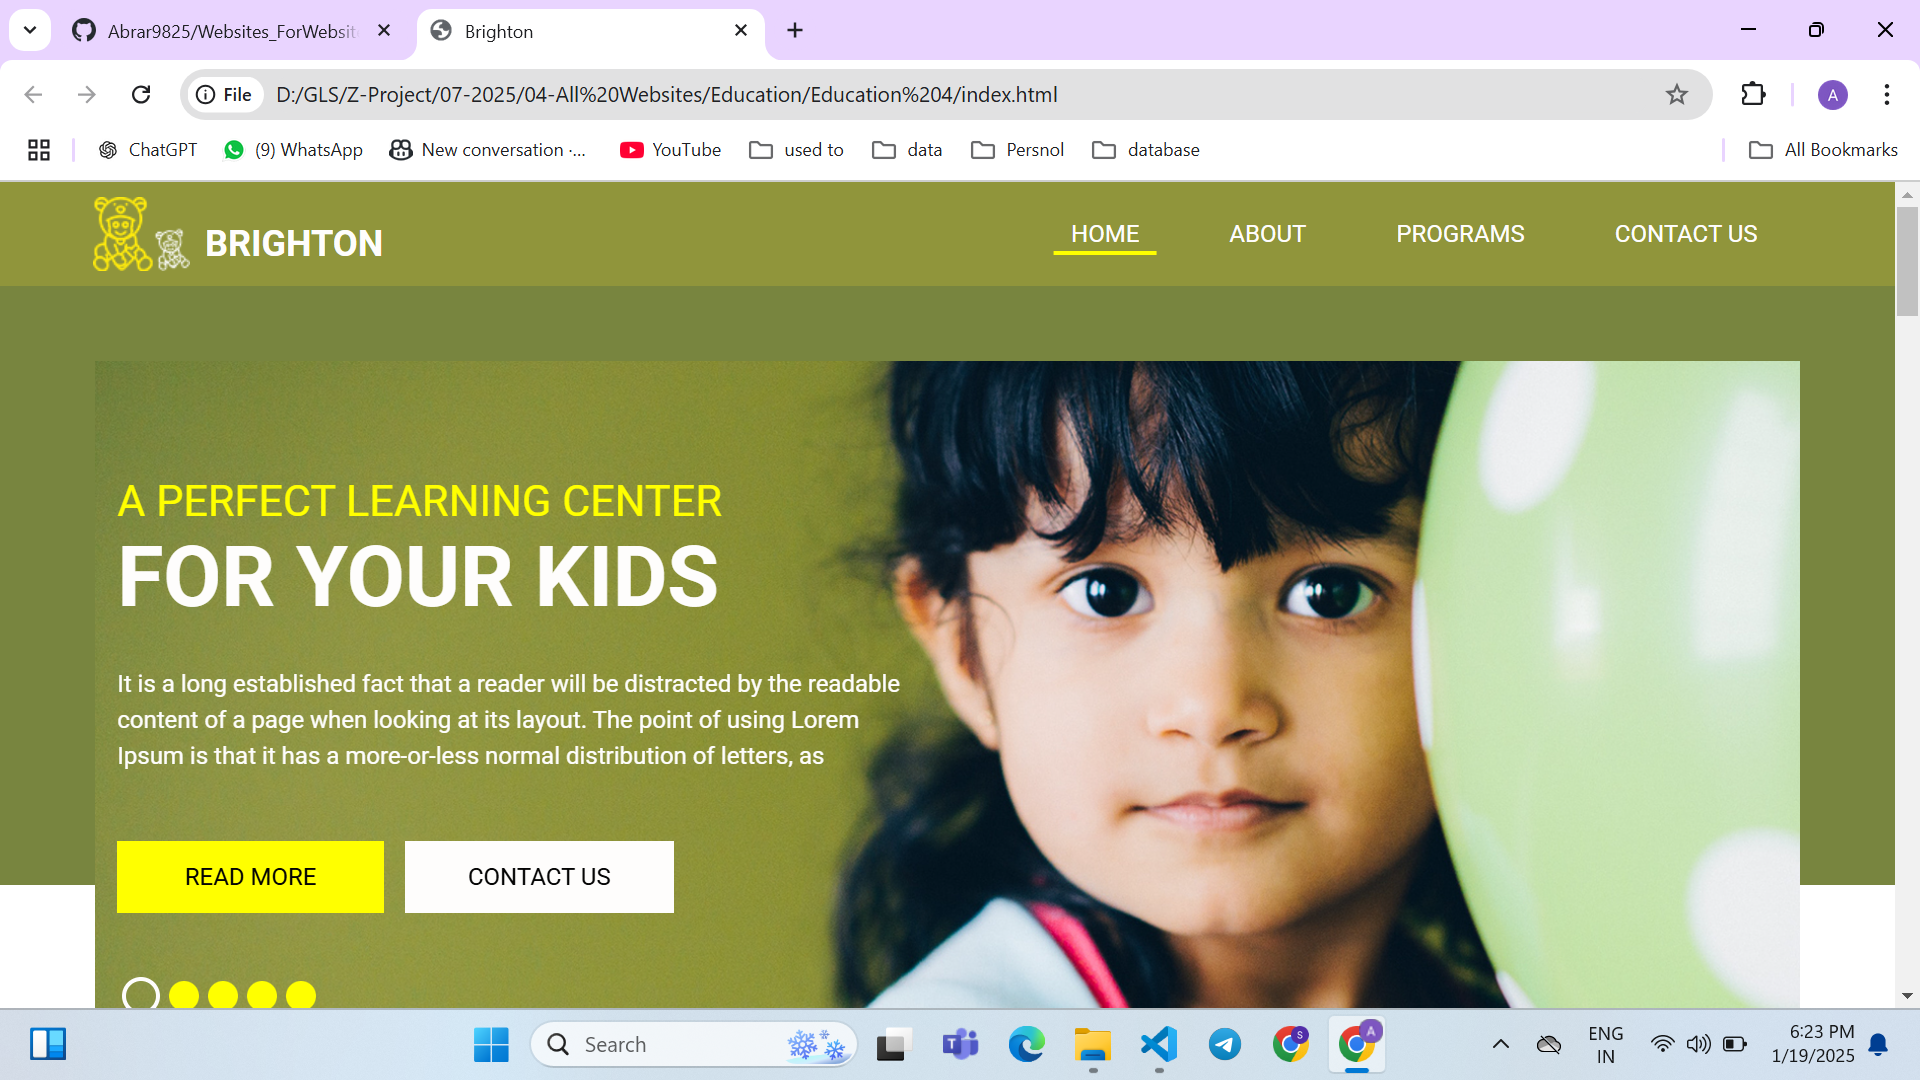 Abrar9825/Websites_ForWebsit
Brighton
File
D:/GLS/Z-Project/07-2025/04-All%20Websites/Education/Education%204/index.html
A
ChatGPT
(9) WhatsApp
New conversation ·...
YouTube
used to
data
Persnol
database
All Bookmarks
BRIGHTON
HOME
ABOUT
PROGRAMS
CONTACT US
A PERFECT LEARNING CENTER
FOR YOUR KIDS
It is a long established fact that a reader will be distracted by the readable
content of a page when looking at its layout. The point of using Lorem
Ipsum is that it has a more-or-less normal distribution of letters, as
READ MORE
CONTACT US
Search
T
S
A
ENG
IN
6:23 PM
1/19/2025